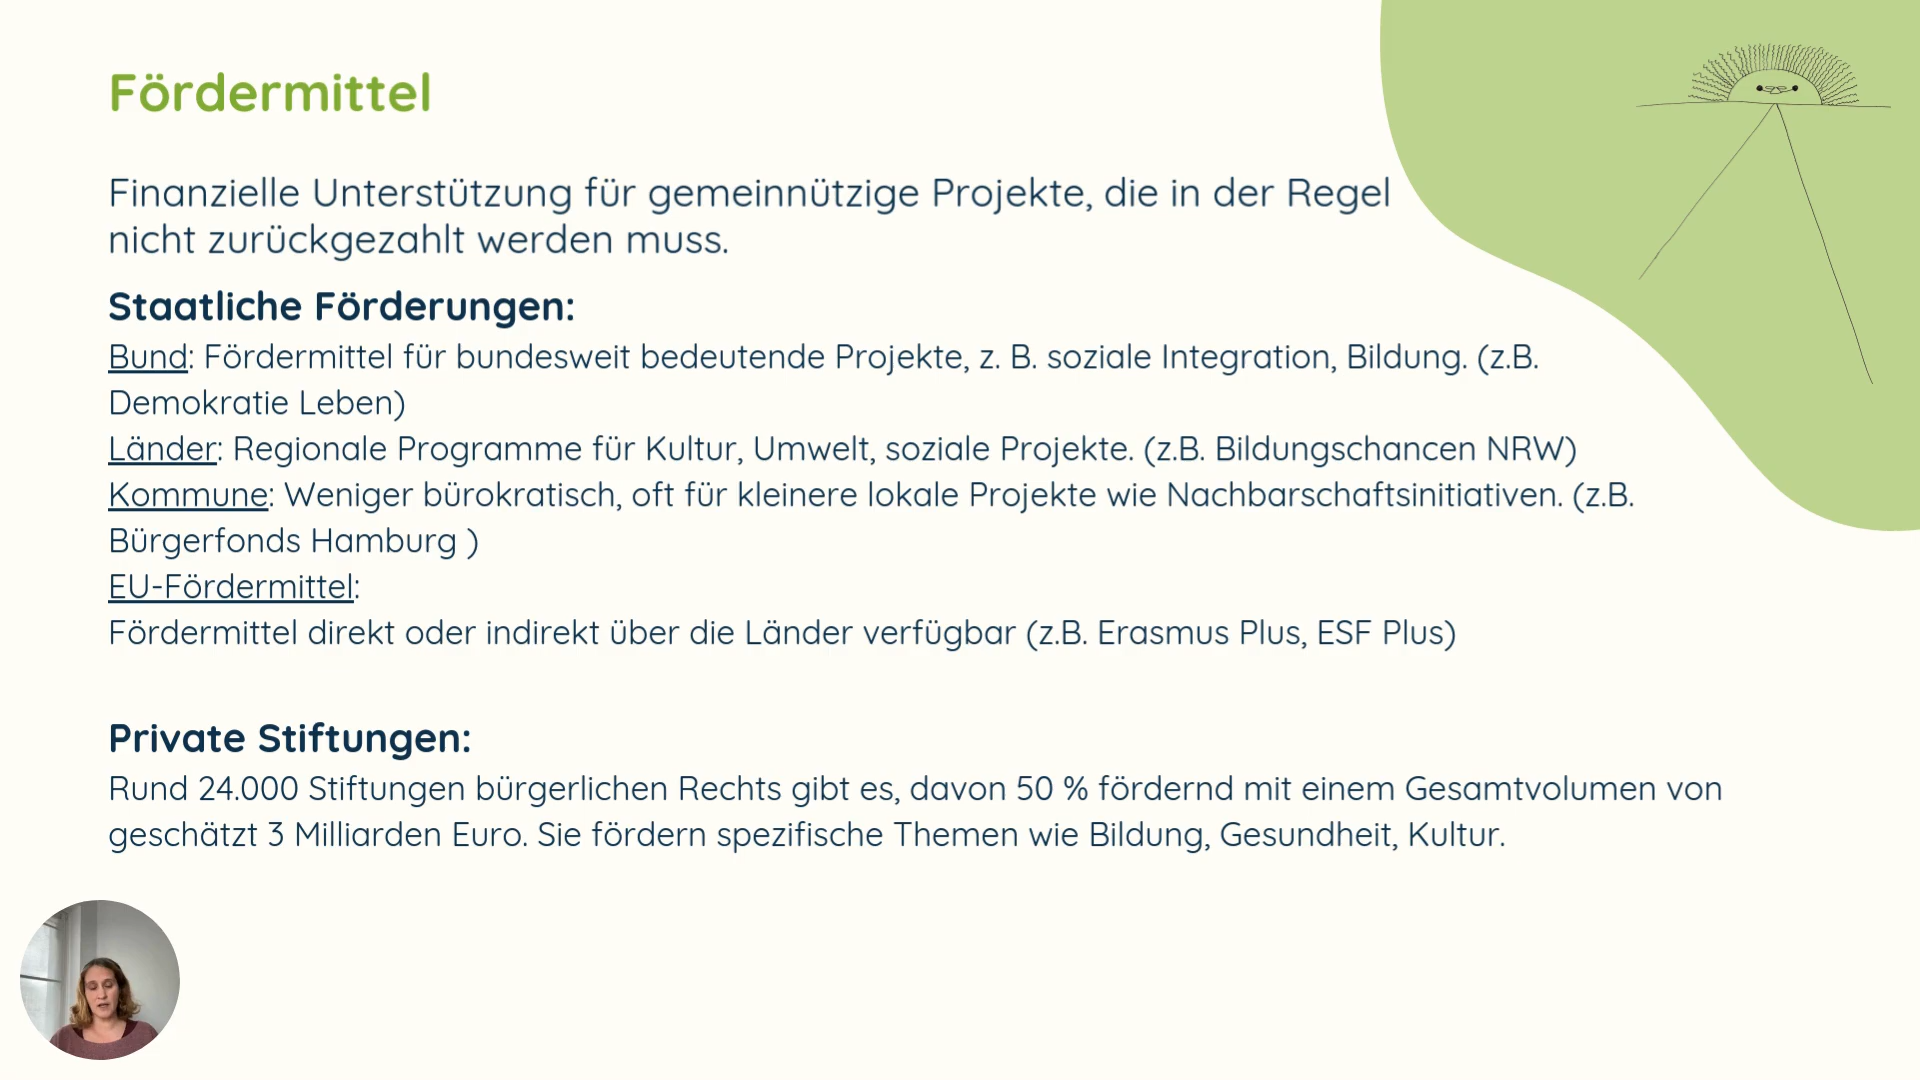 Fördermittel
Finanzielle Unterstützung für gemeinnützige Projekte, die in der Regel
nicht zurückgezahlt werden muss.
Staatliche Förderungen:
Bund: Fördermittel für bundesweit bedeutende Projekte, z. B. soziale Integration, Bildung. (z.B.
Demokratie Leben)
Länder: Regionale Programme für Kultur, Umwelt, soziale Projekte. (z.B. Bildungschancen NRW)
Kommune: Weniger bürokratisch, oft für kleinere lokale Projekte wie Nachbarschaftsinitiativen. (z.B.
Bürgerfonds Hamburg )
EU-Fördermittel:
Fördermittel direkt oder indirekt über die Länder verfügbar (z.B. Erasmus Plus, ESF Plus)
Private Stiftungen:
Rund 24.000 Stiftungen bürgerlichen Rechts gibt es, davon 50 % fördernd mit einem Gesamtvolumen von
geschätzt 3 Milliarden Euro. Sie fördern spezifische Themen wie Bildung, Gesundheit, Kultur.